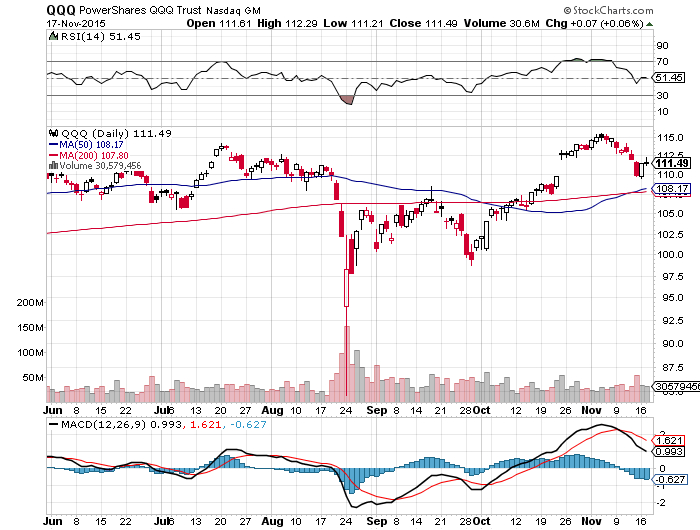 QQQ PowerShares QQQ Trust Nasdaq GM © StockCharts.com
17-Nov-2015 Open 111.61 High 112.29 Low 111.21 Close 111.49 Volume 30.6M Chg +0.07 (+0.06%)
RSI(14) 51.45
90
70
51.45
30
10
QQQ (Daily) 111.49
MA(50) 108.17
MA(200) 107.80
Volume 30,579,456
115.0
112.5
111.49
110.0
108.17
105.0
102.5
100.0
97.5
95.0
92.5
90.0
87.5
200M
150M
100M
50M
30579456
Jun 8 15 22 Jul 6 13 20 Aug 10 17 24 Sep 8 14 21 28 Oct 12 19 26 Nov 9 16
MACD(12,26,9) 0.993, 1.621, -0.627
2
1.621
0.993
0
-0.627
-1
-2
Jun 8 15 22 Jul 6 13 20 Aug 10 17 24 Sep 8 14 21 28 Oct 12 19 26 Nov 9 16